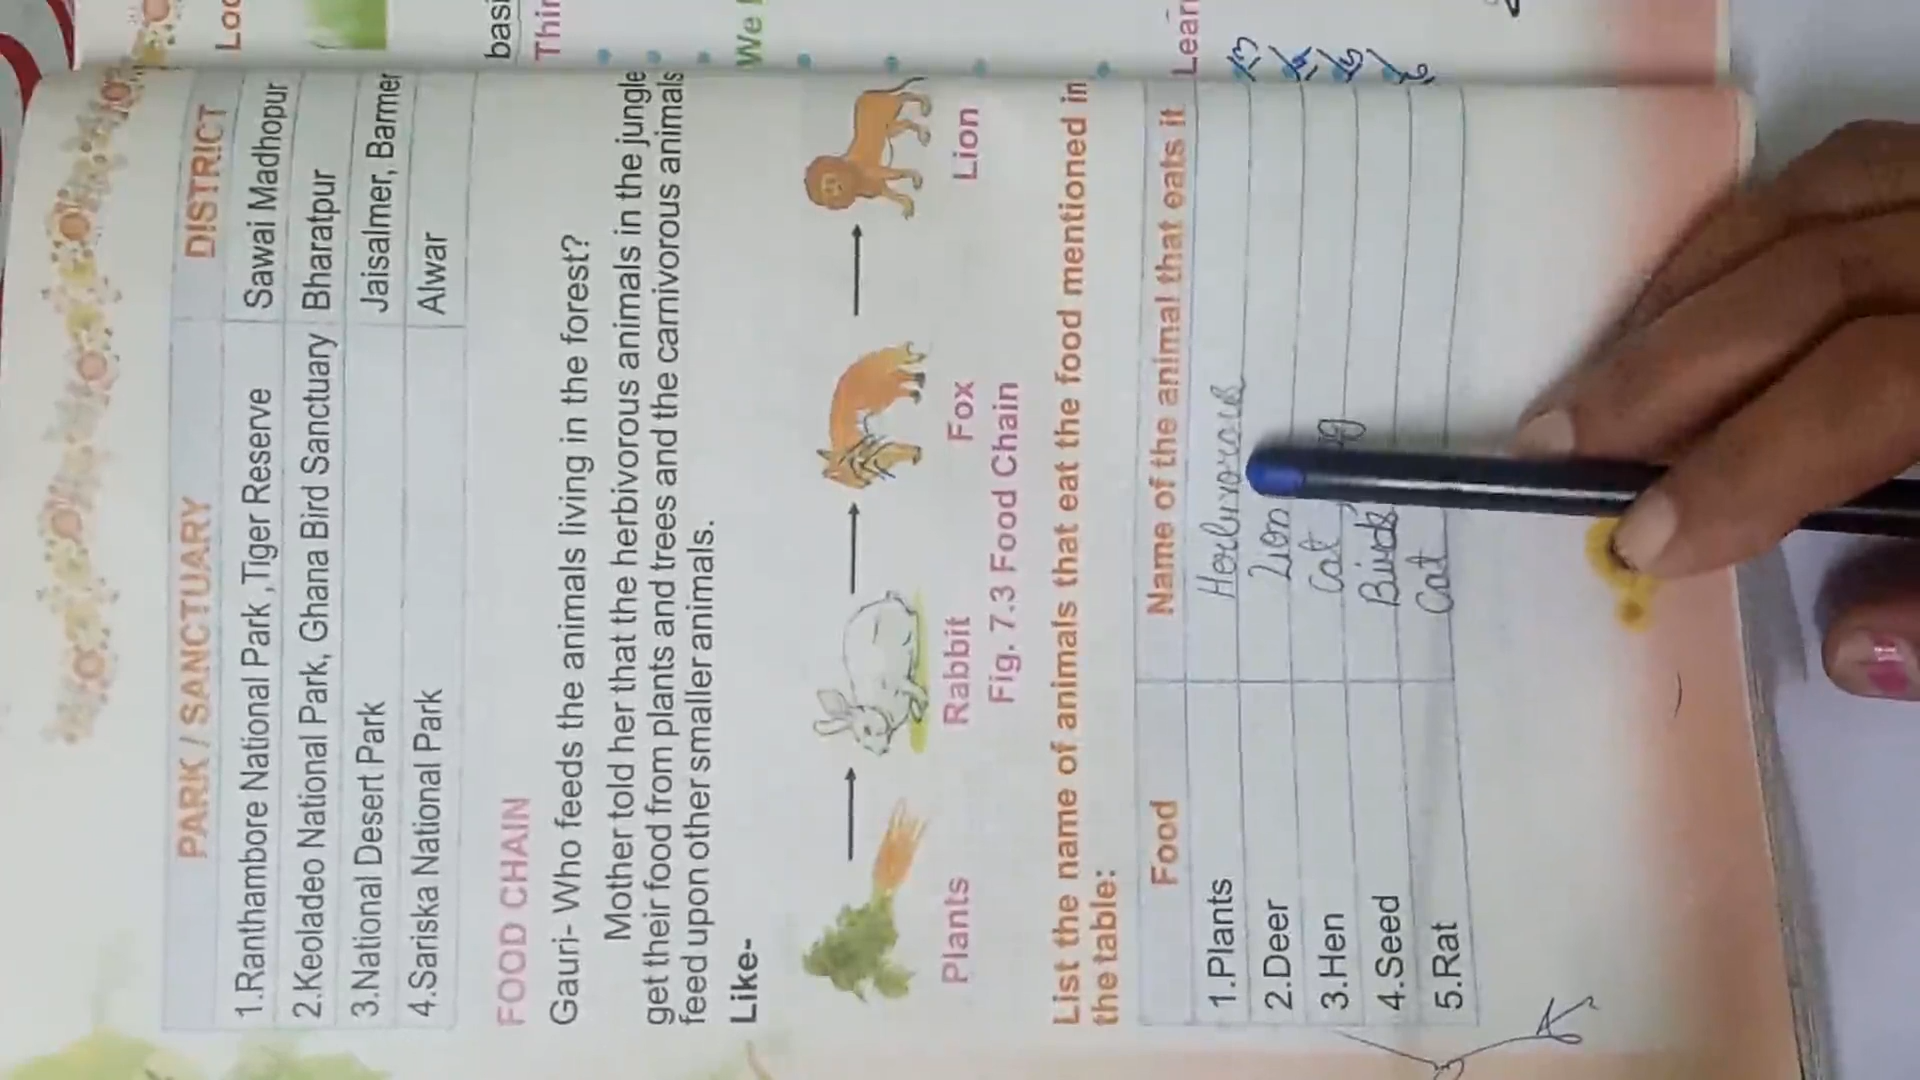 PARK / SANCTUARY DISTRICT
1.Ranthambore National Park ,Tiger Reserve Sawai Madhopur
2.Keoladeo National Park, Ghana Bird Sanctuary Bharatpur
3.National Desert Park Jaisalmer, Barmer
4.Sariska National Park Alwar
FOOD CHAIN
Gauri- Who feeds the animals living in the forest?
Mother told her that the herbivorous animals in the jungle
get their food from plants and trees and the carnivorous animals
feed upon other smaller animals.
Like-
Plants Rabbit Fox Lion
Fig. 7.3 Food Chain
List the name of animals that eat the food mentioned in
the table:
Food Name of the animal that eats it
1.Plants Herbivores
2.Deer Lion
3.Hen Cat
4.Seed Birds
5.Rat Cat
We